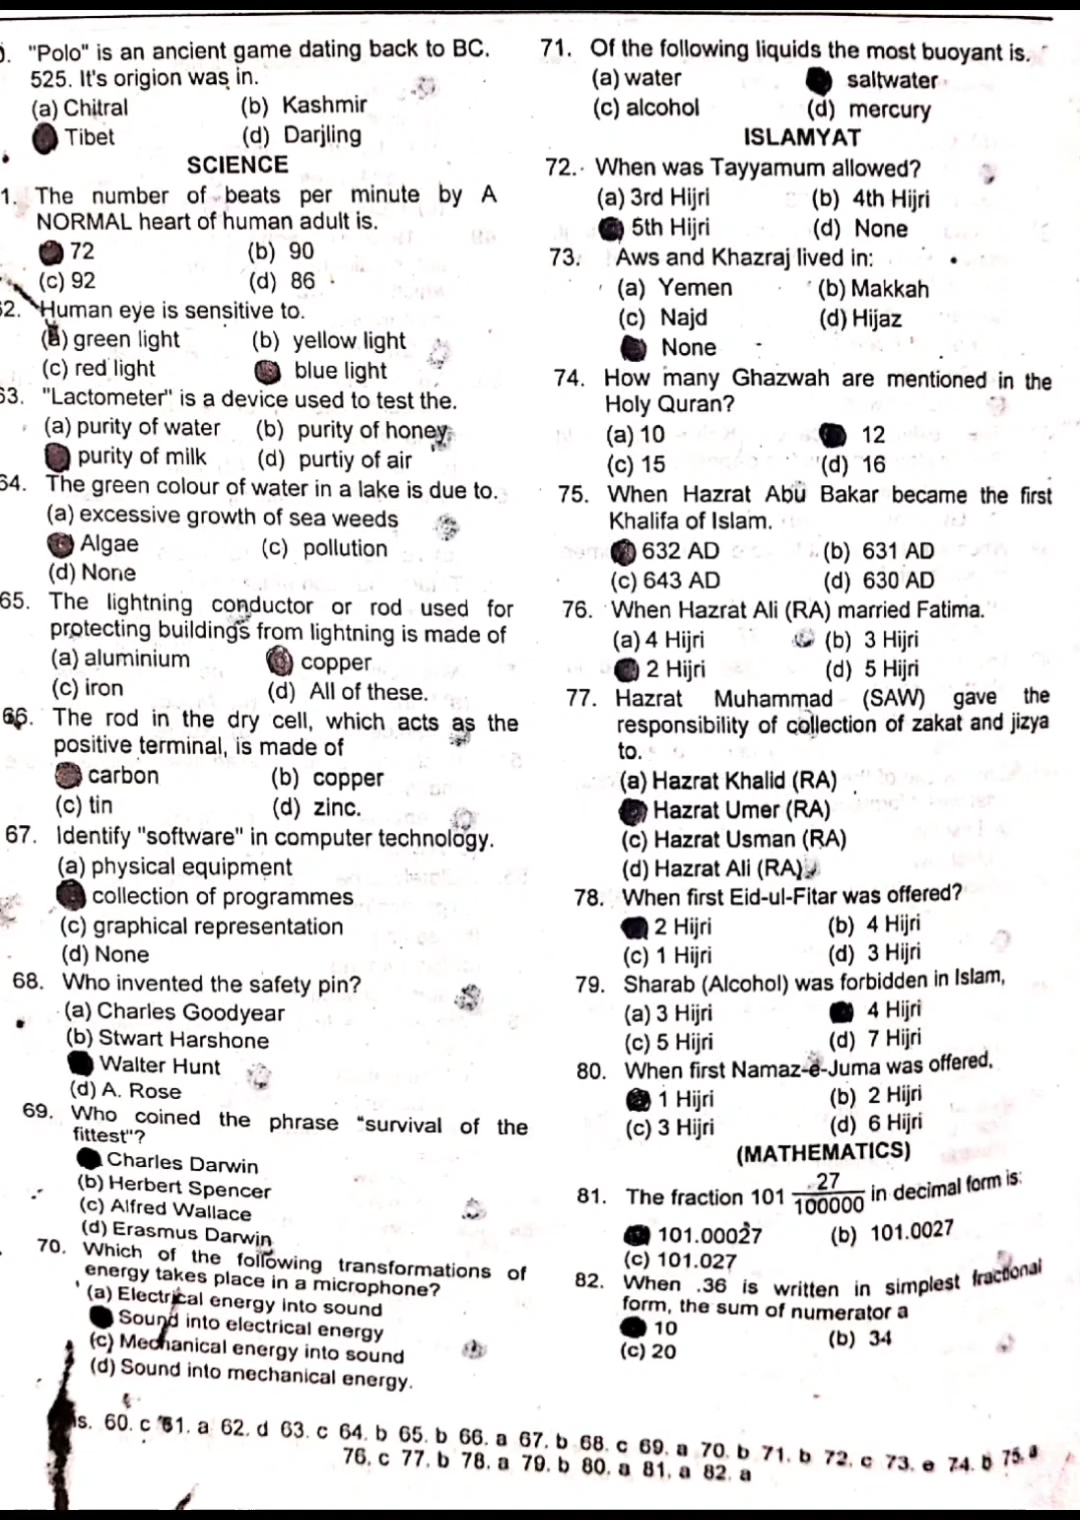 "Polo" is an ancient game dating back to BC.
525. It's origion was in.
(a) Chitral (b) Kashmir
Tibet (d) Darjling
SCIENCE
1. The number of beats per minute by A
NORMAL heart of human adult is.
72 (b) 90
(c) 92 (d) 86
62. Human eye is sensitive to.
(a) green light (b) yellow light
(c) red light blue light
63. "Lactometer" is a device used to test the.
(a) purity of water (b) purity of honey
purity of milk (d) purtiy of air
64. The green colour of water in a lake is due to.
(a) excessive growth of sea weeds
Algae (c) pollution
(d) None
65. The lightning conductor or rod used for
protecting buildings from lightning is made of
(a) aluminium copper
(c) iron (d) All of these.
66. The rod in the dry cell, which acts as the
positive terminal, is made of
carbon (b) copper
(c) tin (d) zinc.
67. Identify "software" in computer technology.
(a) physical equipment
collection of programmes
(c) graphical representation
(d) None
68. Who invented the safety pin?
(a) Charles Goodyear
(b) Stwart Harshone
Walter Hunt
(d) A. Rose
69. Who coined the phrase "survival of the
fittest"?
Charles Darwin
(b) Herbert Spencer
(c) Alfred Wallace
(d) Erasmus Darwin
70. Which of the following transformations of
energy takes place in a microphone?
(a) Electrical energy into sound
Sound into electrical energy
(c) Mechanical energy into sound
(d) Sound into mechanical energy.
71. Of the following liquids the most buoyant is.
(a) water saltwater
(c) alcohol (d) mercury
ISLAMYAT
72. When was Tayyamum allowed?
(a) 3rd Hijri (b) 4th Hijri
5th Hijri (d) None
73. Aws and Khazraj lived in:
(a) Yemen (b) Makkah
(c) Najd (d) Hijaz
None
74. How many Ghazwah are mentioned in the
Holy Quran?
(a) 10 12
(c) 15 (d) 16
75. When Hazrat Abu Bakar became the first
Khalifa of Islam.
632 AD (b) 631 AD
(c) 643 AD (d) 630 AD
76. When Hazrat Ali (RA) married Fatima.
(a) 4 Hijri (b) 3 Hijri
2 Hijri (d) 5 Hijri
77. Hazrat Muhammad (SAW) gave the
responsibility of collection of zakat and jizya
to.
(a) Hazrat Khalid (RA)
Hazrat Umer (RA)
(c) Hazrat Usman (RA)
(d) Hazrat Ali (RA)
78. When first Eid-ul-Fitar was offered?
2 Hijri (b) 4 Hijri
(c) 1 Hijri (d) 3 Hijri
79. Sharab (Alcohol) was forbidden in Islam,
(a) 3 Hijri 4 Hijri
(c) 5 Hijri (d) 7 Hijri
80. When first Namaz-e-Juma was offered.
1 Hijri (b) 2 Hijri
(c) 3 Hijri (d) 6 Hijri
(MATHEMATICS)
81. The fraction 101 27/100000 in decimal form is:
101.00027 (b) 101.0027
(c) 101.027
82. When .36 is written in simplest fractional
form, the sum of numerator a
10 (b) 34
(c) 20
s. 60. c 61. a 62. d 63. c 64. b 65. b 66. a 67. b 68. c 69. a 70. b 71. b 72. c 73. e 74. b 75. a
76. c 77. b 78. a 79. b 80. a 81. a 82. a